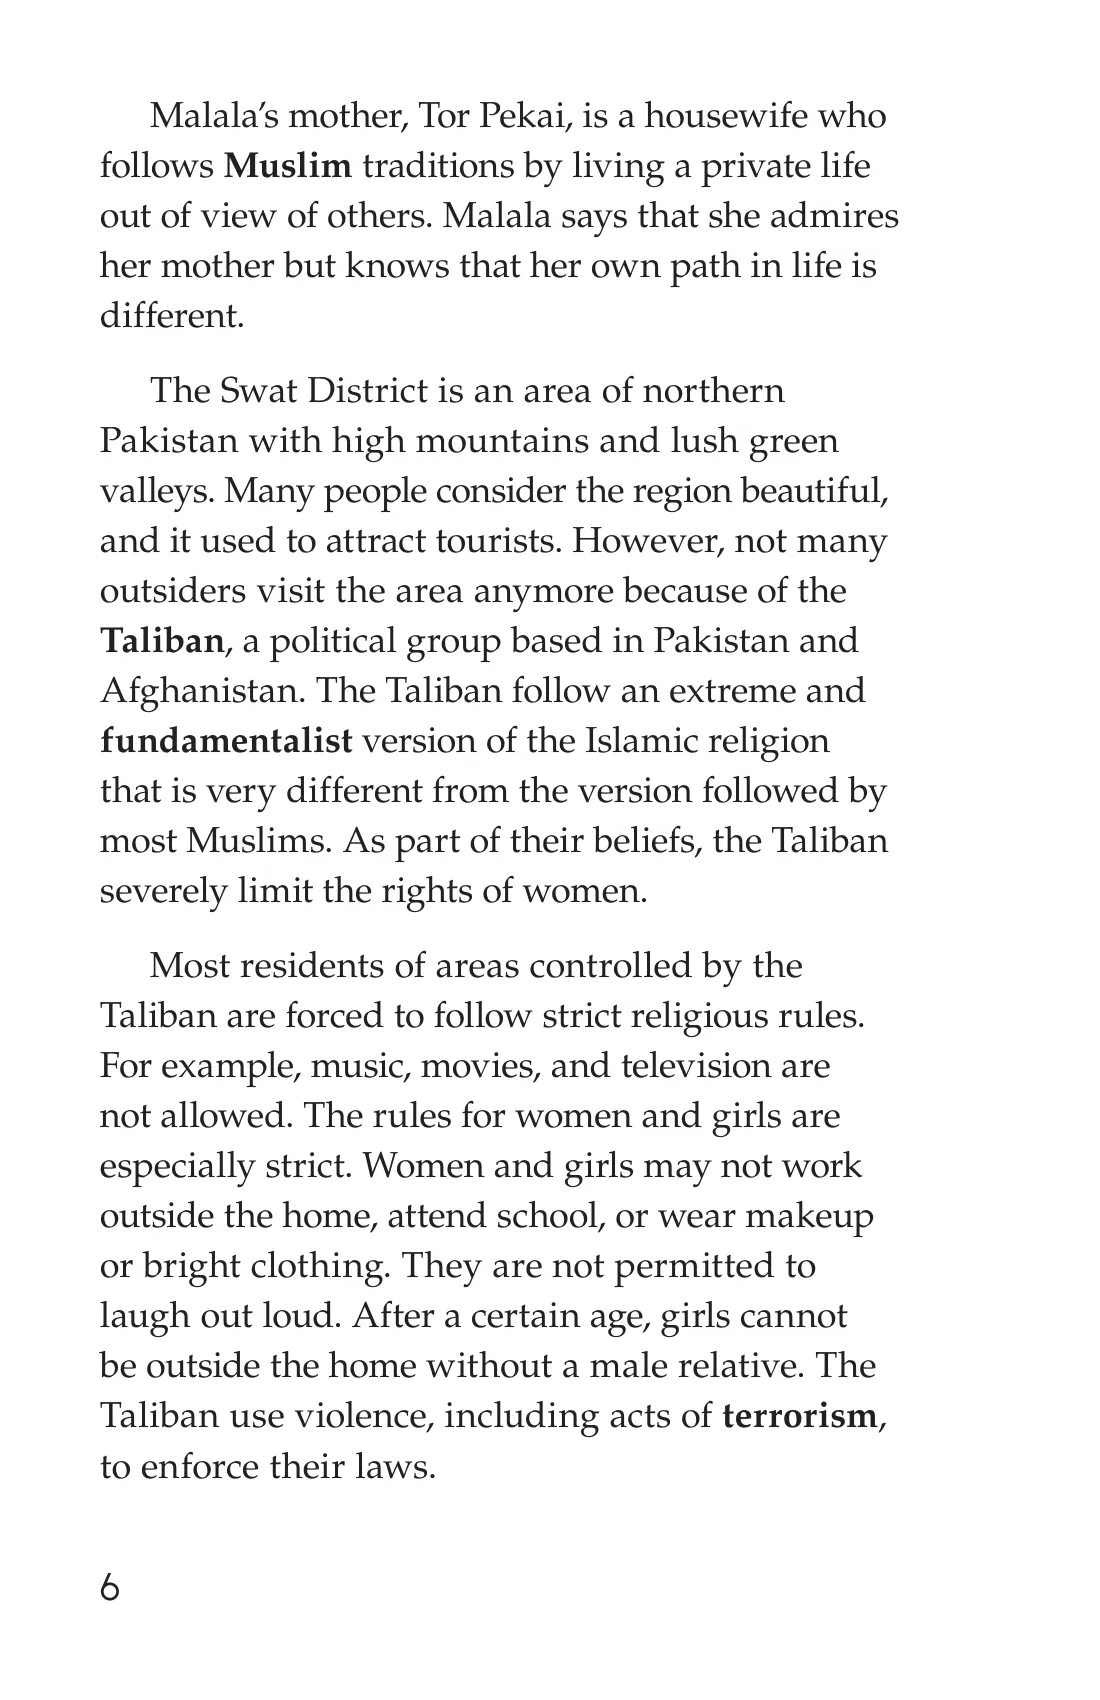 Malala’s mother, Tor Pekai, is a housewife who
follows Muslim traditions by living a private life
out of view of others. Malala says that she admires
her mother but knows that her own path in life is
different.
The Swat District is an area of northern
Pakistan with high mountains and lush green
valleys. Many people consider the region beautiful,
and it used to attract tourists. However, not many
outsiders visit the area anymore because of the
Taliban, a political group based in Pakistan and
Afghanistan. The Taliban follow an extreme and
fundamentalist version of the Islamic religion
that is very different from the version followed by
most Muslims. As part of their beliefs, the Taliban
severely limit the rights of women.
Most residents of areas controlled by the
Taliban are forced to follow strict religious rules.
For example, music, movies, and television are
not allowed. The rules for women and girls are
especially strict. Women and girls may not work
outside the home, attend school, or wear makeup
or bright clothing. They are not permitted to
laugh out loud. After a certain age, girls cannot
be outside the home without a male relative. The
Taliban use violence, including acts of terrorism,
to enforce their laws.
6